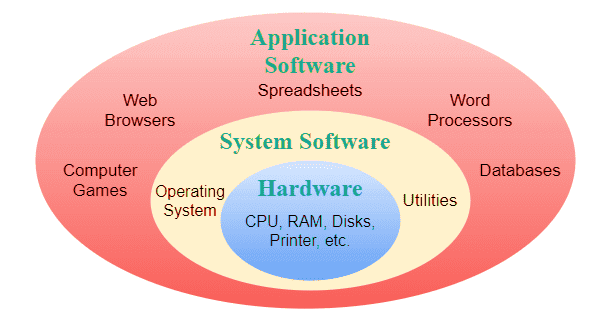 Application
Software
Spreadsheets
Web
Browsers
Word
Processors
System Software
Computer
Games
Databases
Operating
System
Utilities
Hardware
CPU, RAM, Disks,
Printer, etc.